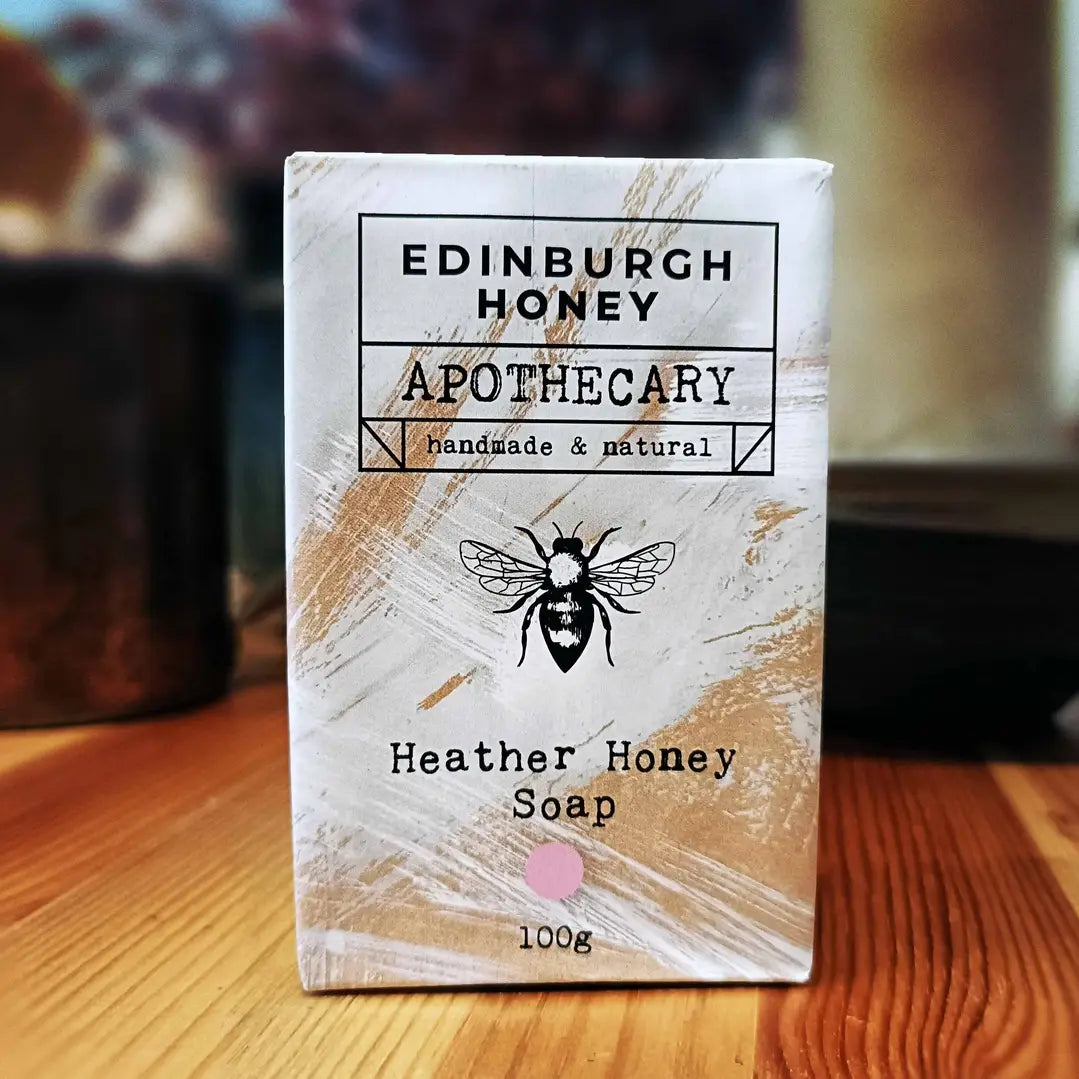 EDINBURGH
HONEY
APOTHECARY
handmade & natural
Heather Honey
Soap
100g